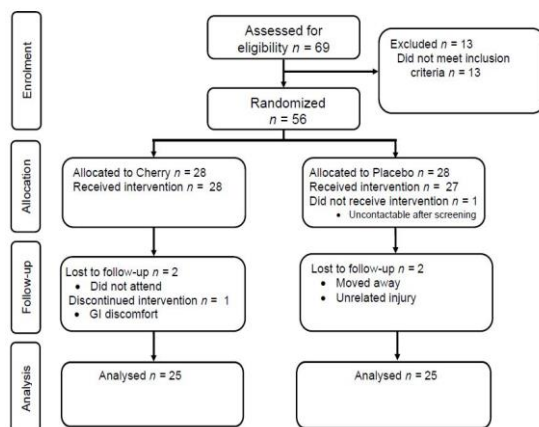 Enrolment
Assessed for
eligibility n = 69
Excluded n = 13
Did not meet inclusion
criteria n = 13
Randomized
n = 56
Allocation
Allocated to Cherry n = 28
Received intervention n = 28
Allocated to Placebo n = 28
Received intervention n = 27
Did not receive intervention n = 1
• Uncontactable after screening
Follow-up
Lost to follow-up n = 2
• Did not attend
Discontinued intervention n = 1
• GI discomfort
Lost to follow-up n = 2
• Moved away
• Unrelated injury
Analysis
Analysed n = 25
Analysed n = 25